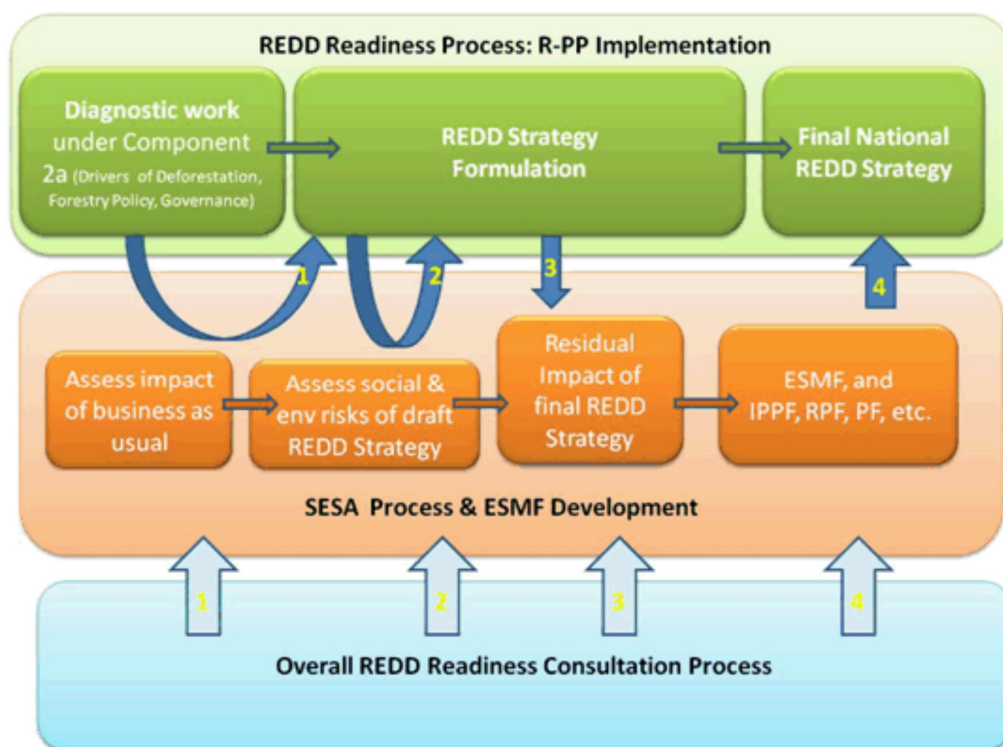 REDD Readiness Process: R-PP Implementation
Diagnostic work
under Component
2a (Drivers of Deforestation,
Forestry Policy, Governance)
REDD Strategy
Formulation
Final National
REDD Strategy
1
2
3
4
Assess impact
of business as
usual
Assess social &
env risks of draft
REDD Strategy
Residual
Impact of
final REDD
Strategy
ESMF, and
IPPF, RPF, PF, etc.
SESA Process & ESMF Development
1
2
3
4
Overall REDD Readiness Consultation Process